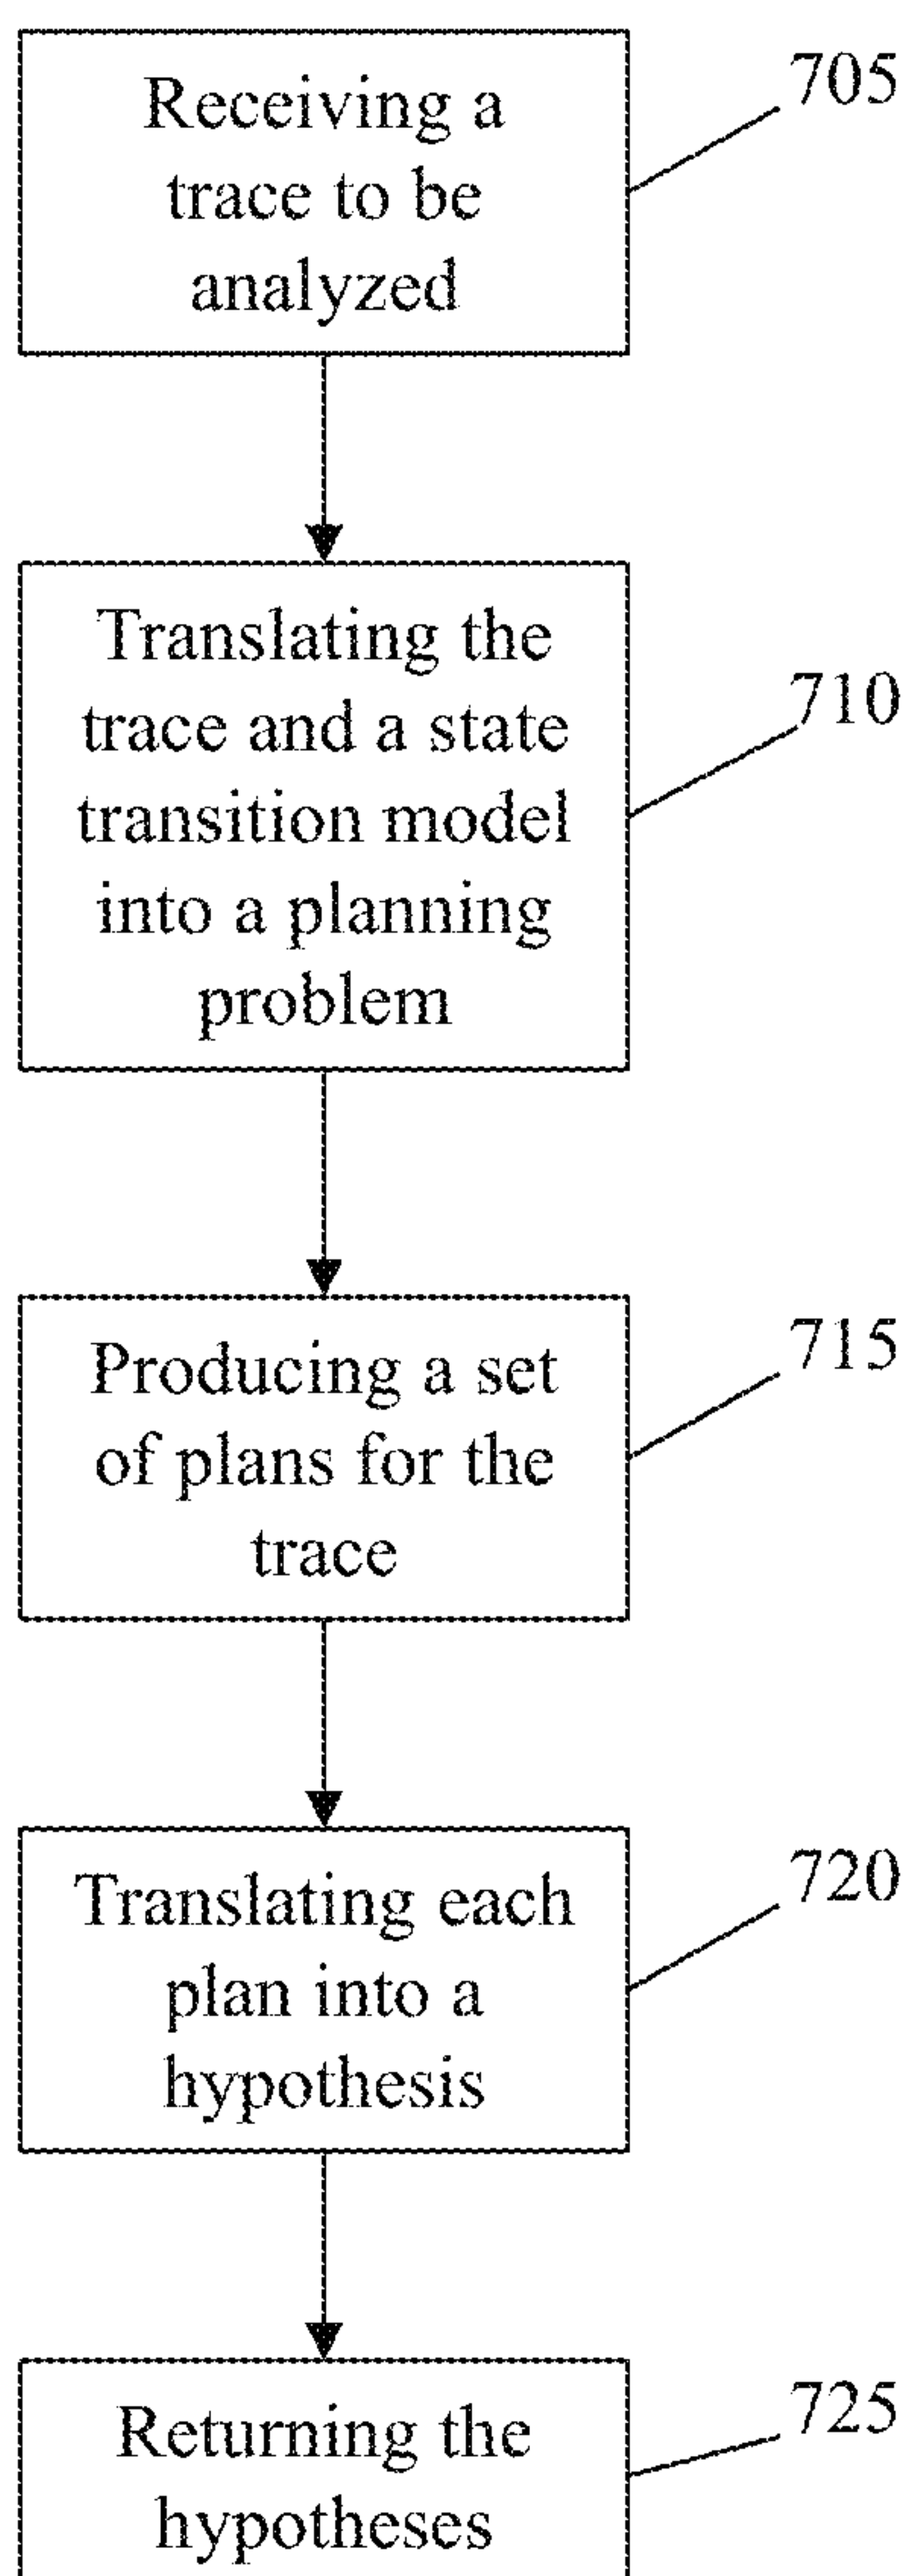 Receiving a
trace to be
analyzed
705
Translating the
trace and a state
transition model
into a planning
problem
710
Producing a set
of plans for the
trace
715
Translating each
plan into a
hypothesis
720
Returning the
hypotheses
725